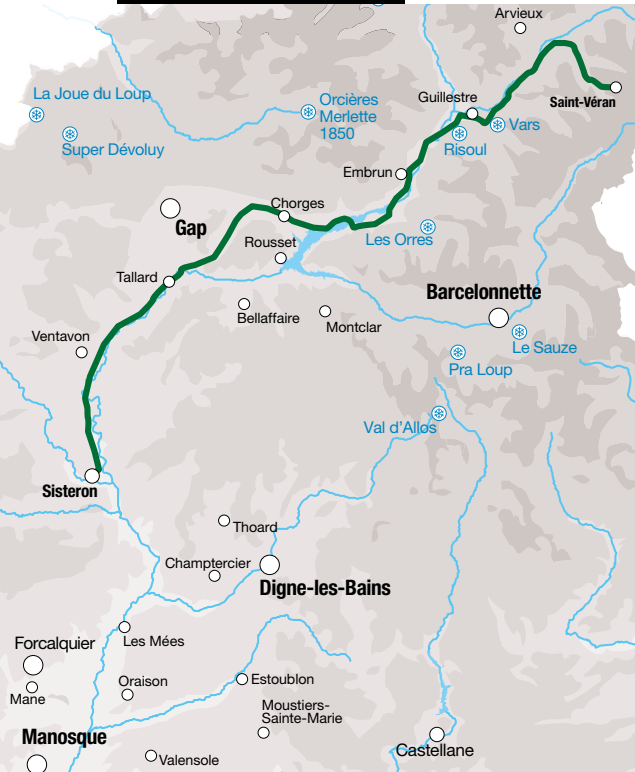 Arvieux
La Joue du Loup
Orcières
Merlette
1850
Guillestre
Saint-Véran
Vars
Super Dévoluy
Risoul
Embrun
Chorges
Gap
Rousset
Les Orres
Tallard
Barcelonnette
Bellaffaire
Montclar
Ventavon
Le Sauze
Pra Loup
Val d'Allos
Sisteron
Thoard
Champtercier
Digne-les-Bains
Forcalquier
Les Mées
Mane
Oraison
Estoublon
Moustiers-
Sainte-Marie
Manosque
Castellane
Valensole